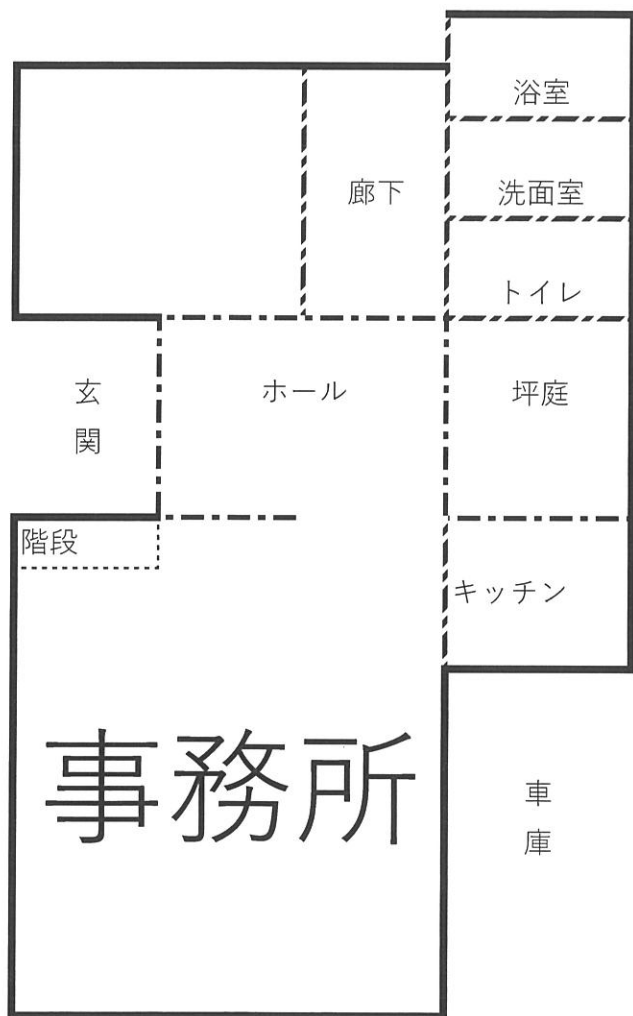 浴室
廊下
洗面室
トイレ
玄関
ホール
坪庭
階段
キッチン
事務所
車庫